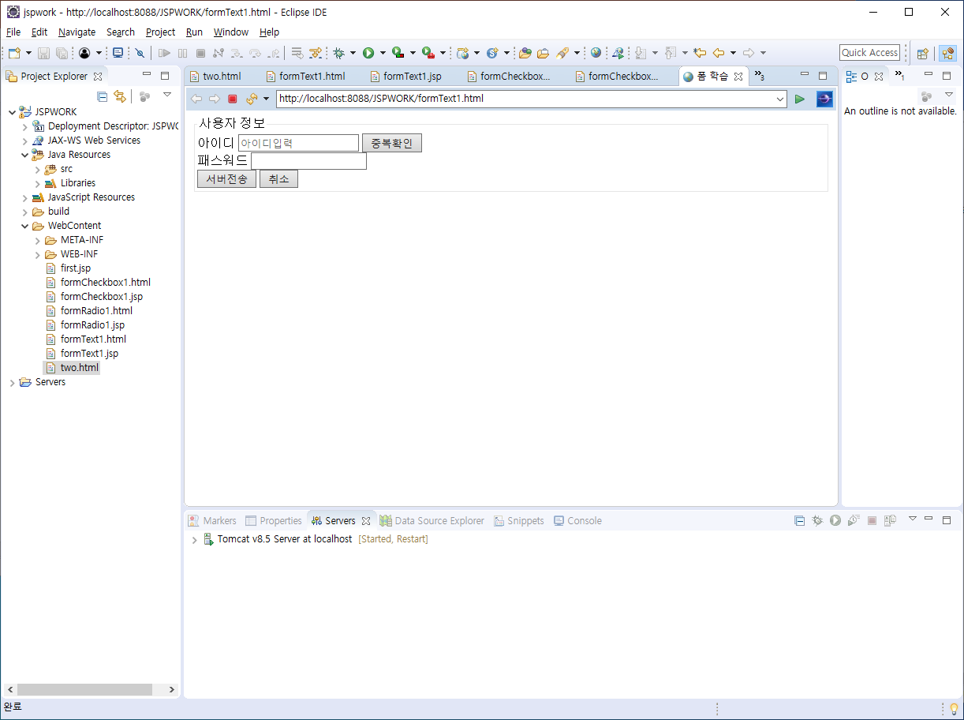 jspwork - http://localhost:8088/JSPWORK/formText1.html - Eclipse IDE
File Edit Navigate Search Project Run Window Help
Quick Access
Project Explorer
two.html formText1.html formText1.jsp formCheckbox... formCheckbox... 폼 학습 »3
O »1
http://localhost:8088/JSPWORK/formText1.html
An outline is not available.
JSPWORK
Deployment Descriptor: JSPWO
JAX-WS Web Services
Java Resources
src
Libraries
JavaScript Resources
build
WebContent
META-INF
WEB-INF
first.jsp
formCheckbox1.html
formCheckbox1.jsp
formRadio1.html
formRadio1.jsp
formText1.html
formText1.jsp
two.html
Servers
사용자 정보
아이디 아이디입력 중복확인
패스워드
서버전송 취소
Markers Properties Servers Data Source Explorer Snippets Console
Tomcat v8.5 Server at localhost [Started, Restart]
완료